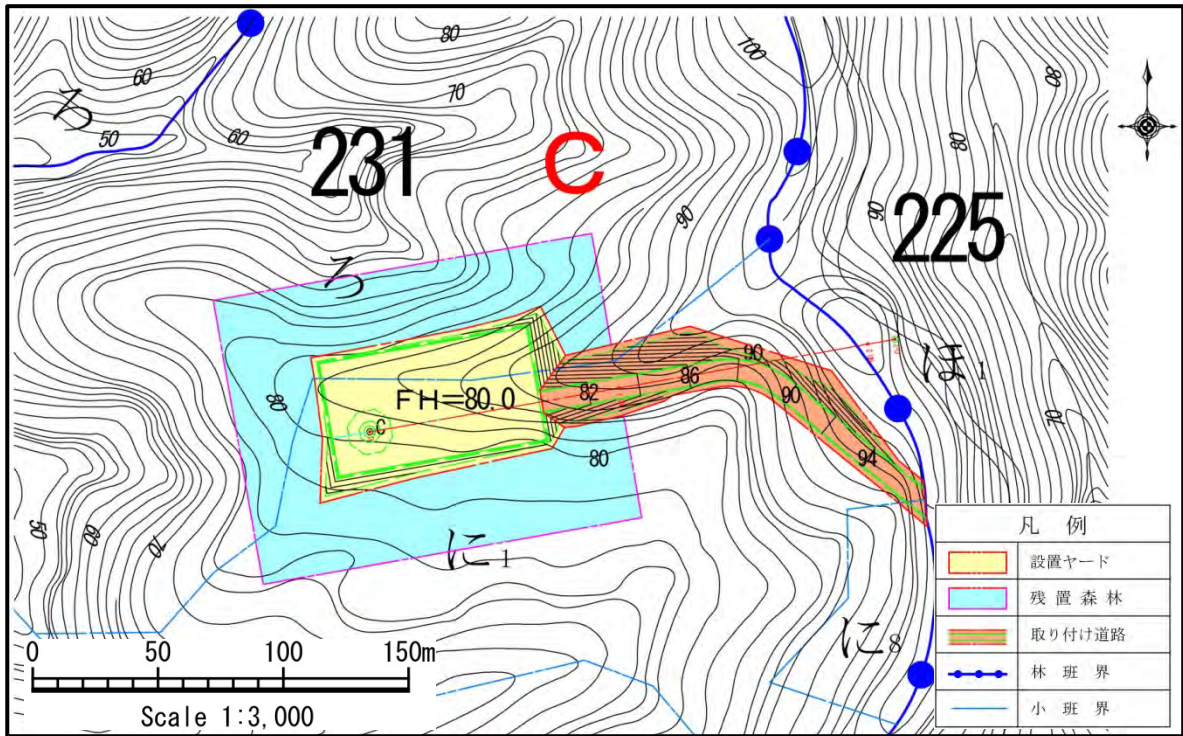 80
60
70
100
80
50
60
ろ
231
C
90
80
90
225
ろ
90
ほ1
86
82
90
FH=80.0
80
C
70
94
80
50
60
70
に1
に8
凡 例
設置ヤード
残 置 森 林
取り付け道路
林 班 界
小 班 界
0 50 100 150m
Scale 1:3,000